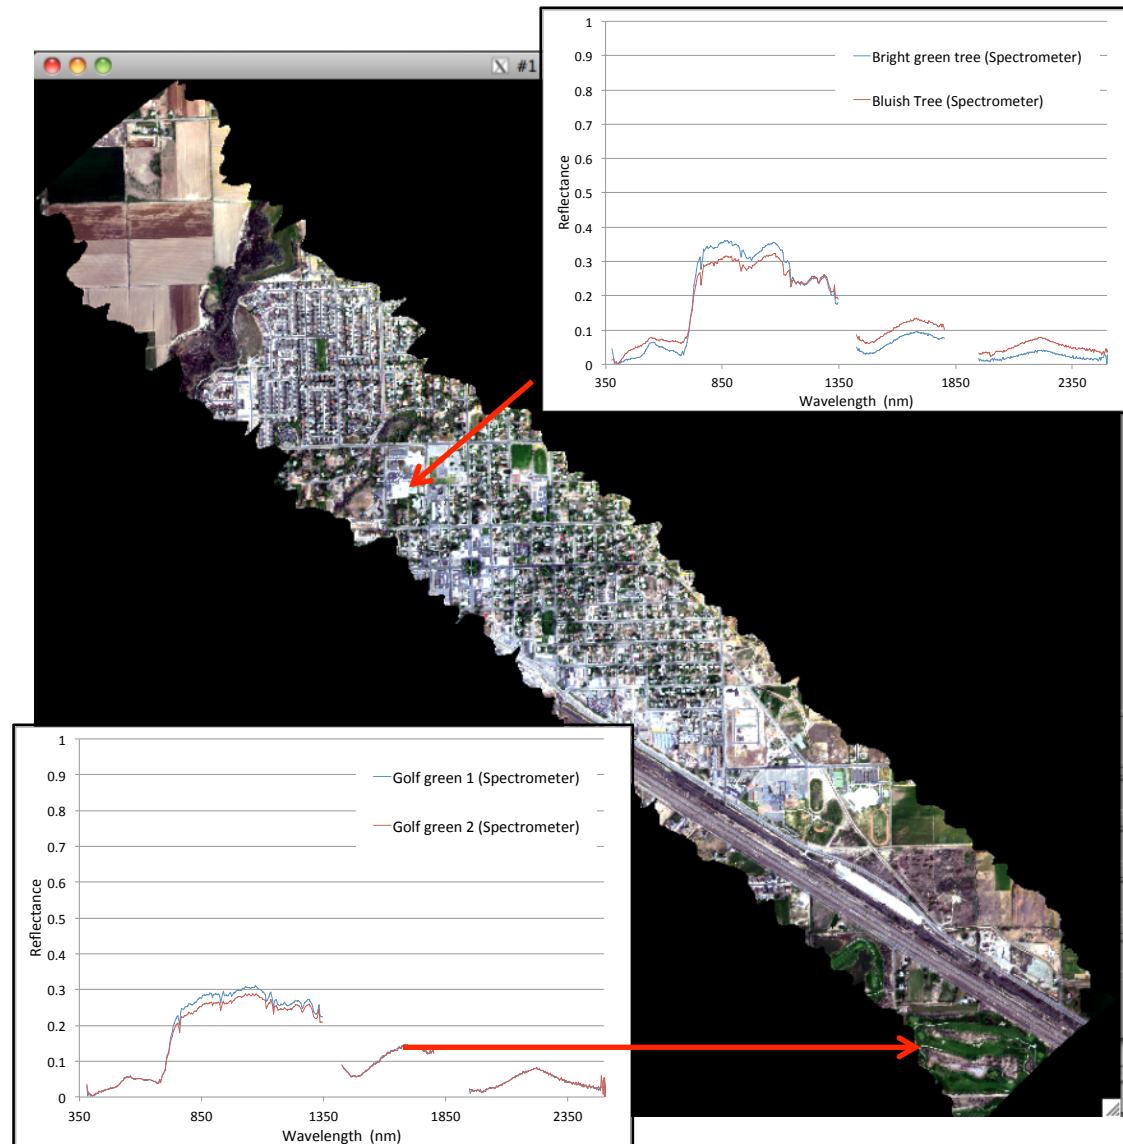 #1
1
0.9
0.8
0.7
0.6
0.5
0.4
0.3
0.2
0.1
0
Reflectance
Bright green tree (Spectrometer)
Bluish Tree (Spectrometer)
350 850 1350 1850 2350
Wavelength (nm)
1
0.9
0.8
0.7
0.6
0.5
0.4
0.3
0.2
0.1
0
Reflectance
Golf green 1 (Spectrometer)
Golf green 2 (Spectrometer)
350 850 1350 1850 2350
Wavelength (nm)